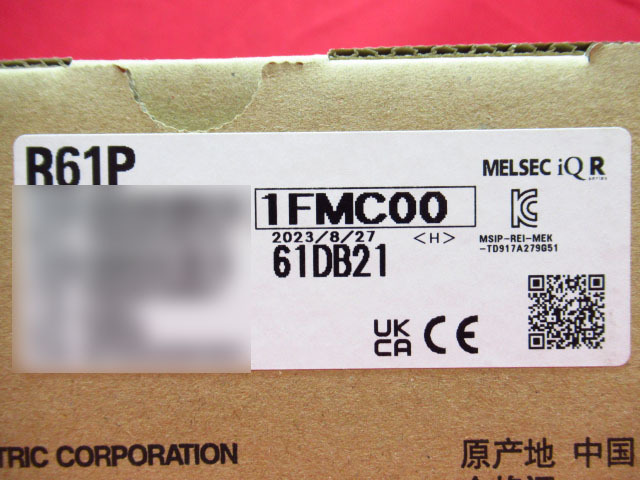 R61P
MELSEC iQ R
series
1FMC00
2023/8/27 <H>
MSIP-REI-MEK
-TD917A279G51
61DB21
UK
CA CE
TRIC CORPORATION
原产地 中国